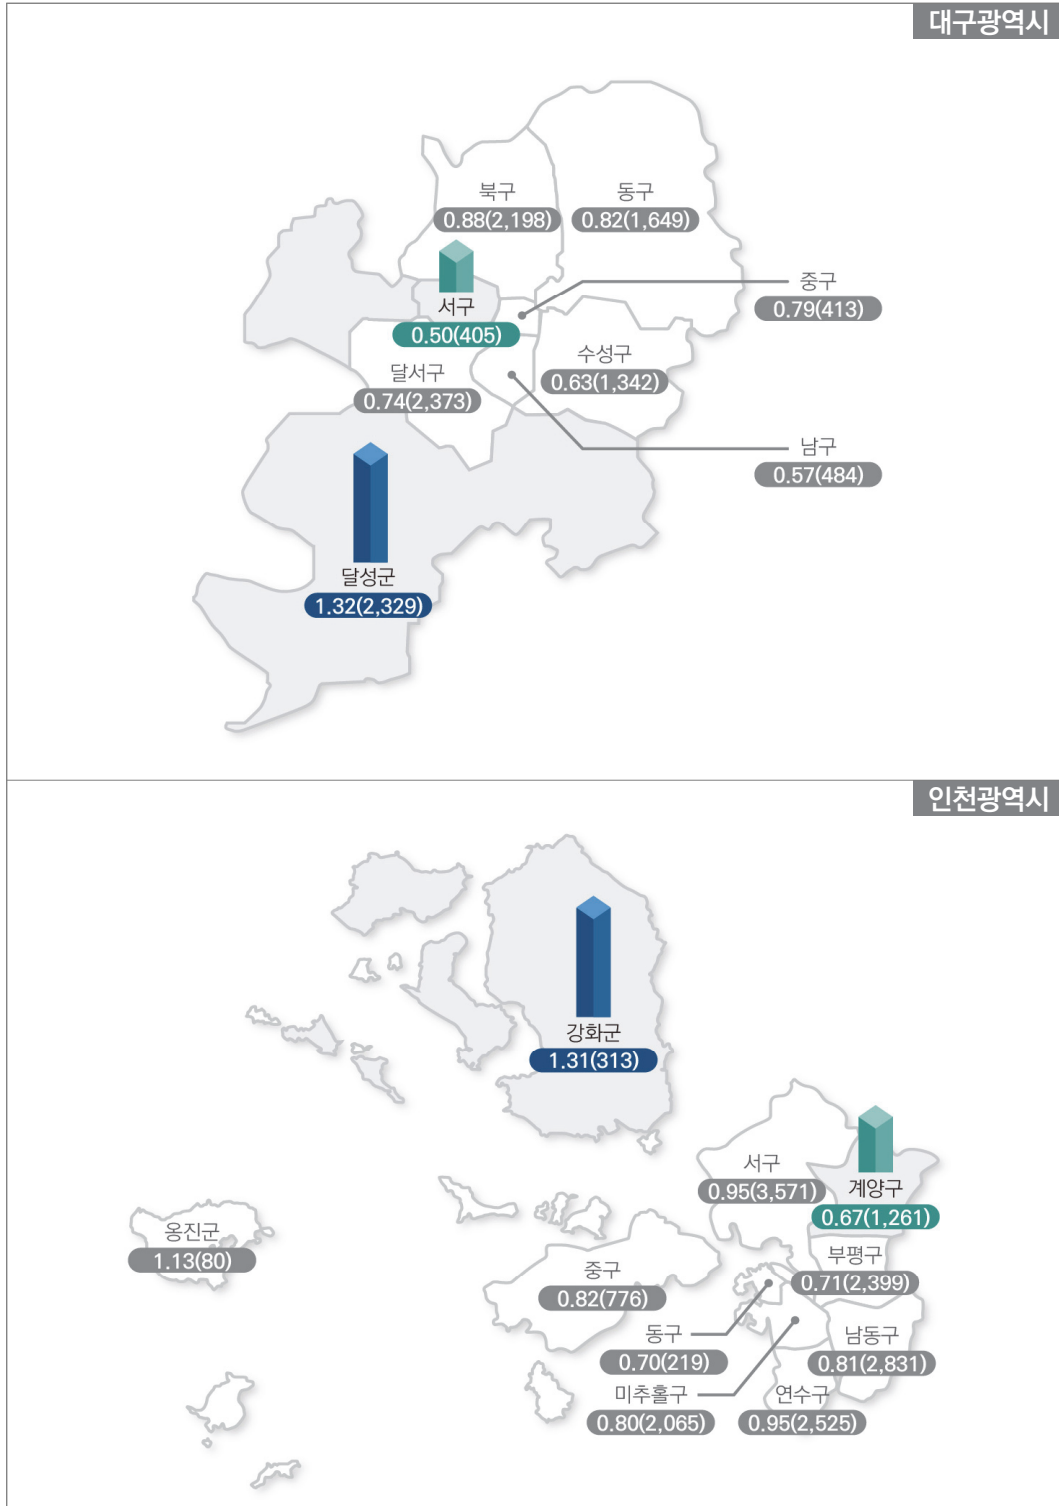 대구광역시
북구
0.88(2,198)
동구
0.82(1,649)
중구
0.79(413)
서구
0.50(405)
수성구
0.63(1,342)
달서구
0.74(2,373)
남구
0.57(484)
달성군
1.32(2,329)
인천광역시
강화군
1.31(313)
서구
0.95(3,571)
계양구
0.67(1,261)
옹진군
1.13(80)
부평구
0.71(2,399)
중구
0.82(776)
동구
0.70(219)
남동구
0.81(2,831)
미추홀구
0.80(2,065)
연수구
0.95(2,525)